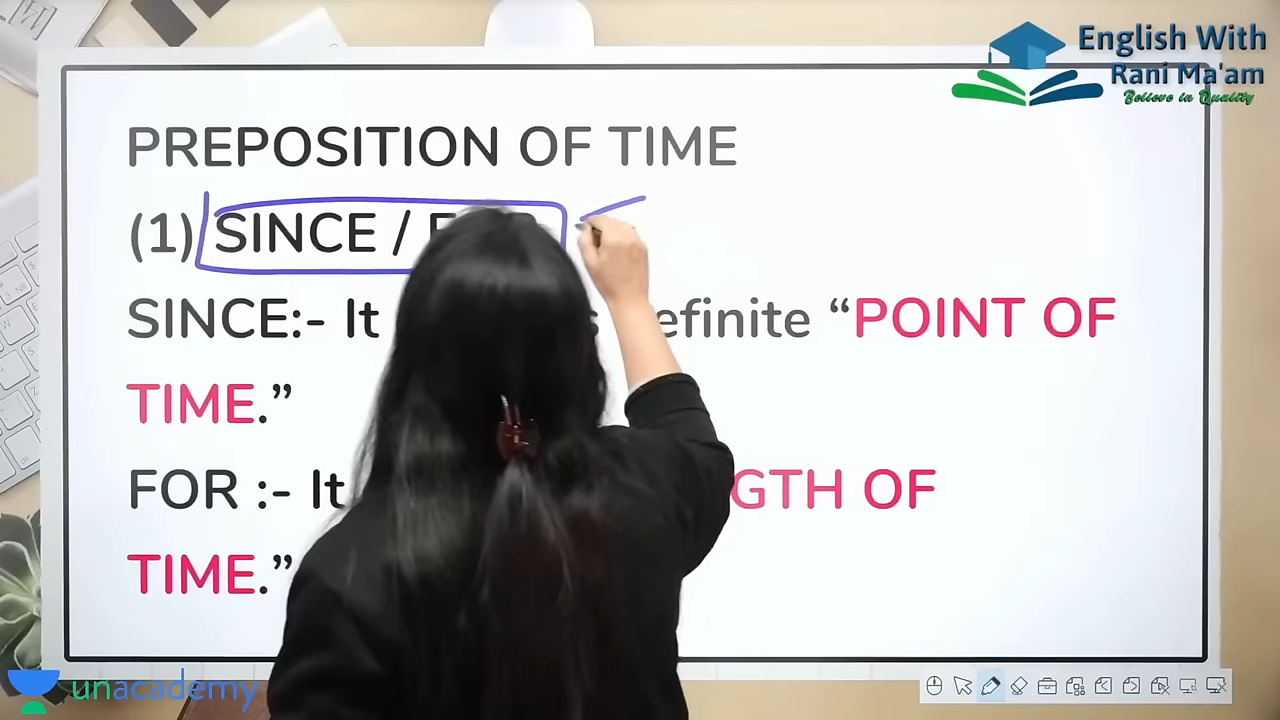 English With
Rani Ma'am
Believe in Quality
PREPOSITION OF TIME
(1) SINCE /
SINCE:- It efinite “POINT OF
TIME.”
FOR :- It GTH OF
TIME.”
unacademy